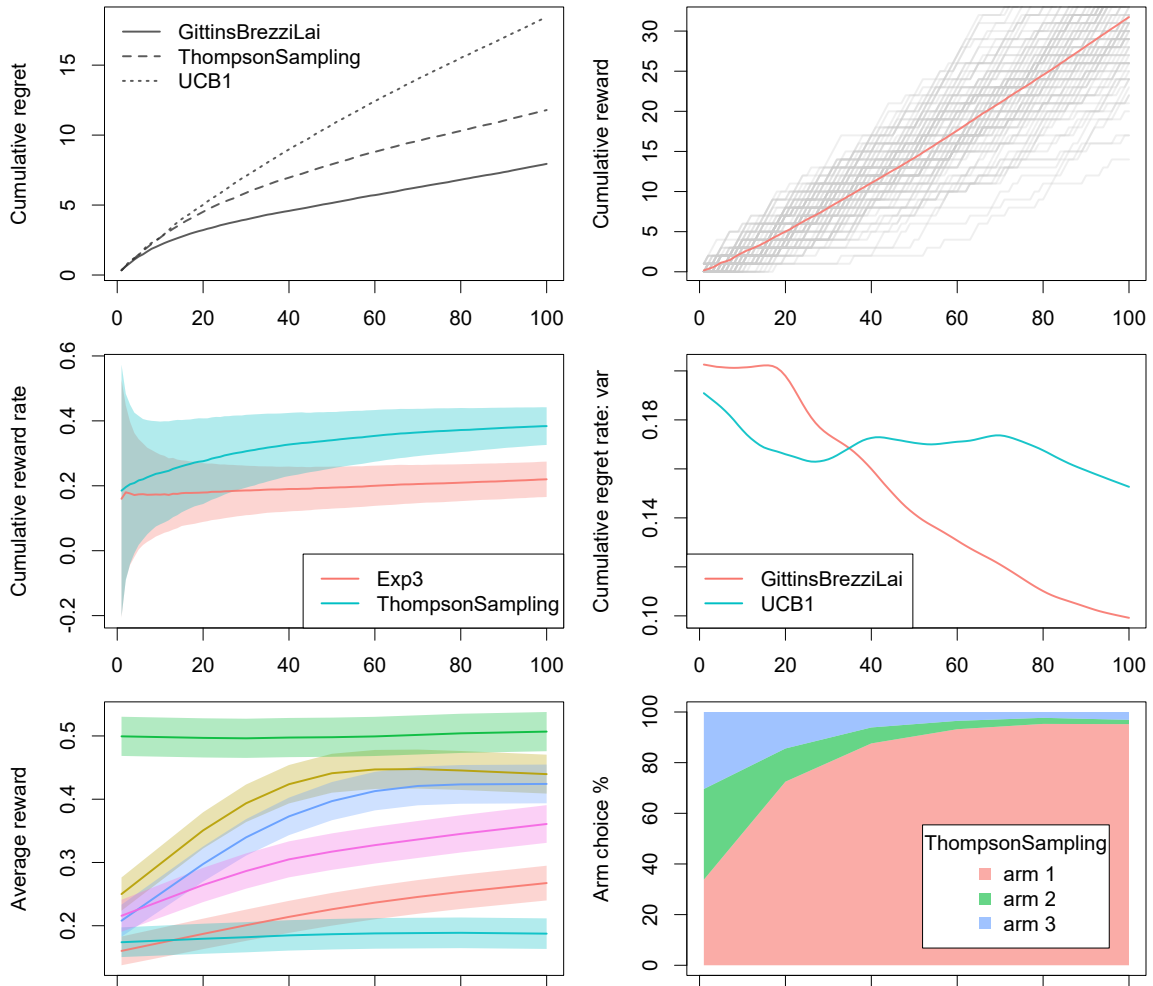 Cumulative regret
15
10
5
0
GittinsBrezziLai
ThompsonSampling
UCB1
0 20 40 60 80 100
Cumulative reward
30
25
20
15
10
5
0
0 20 40 60 80 100
Cumulative reward rate
0.6
0.4
0.2
0.0
-0.2
Exp3
ThompsonSampling
0 20 40 60 80 100
Cumulative regret rate: var
0.18
0.14
0.10
GittinsBrezziLai
UCB1
0 20 40 60 80 100
Average reward
0.5
0.4
0.3
0.2
Arm choice %
100
80
60
40
20
0
ThompsonSampling
arm 1
arm 2
arm 3